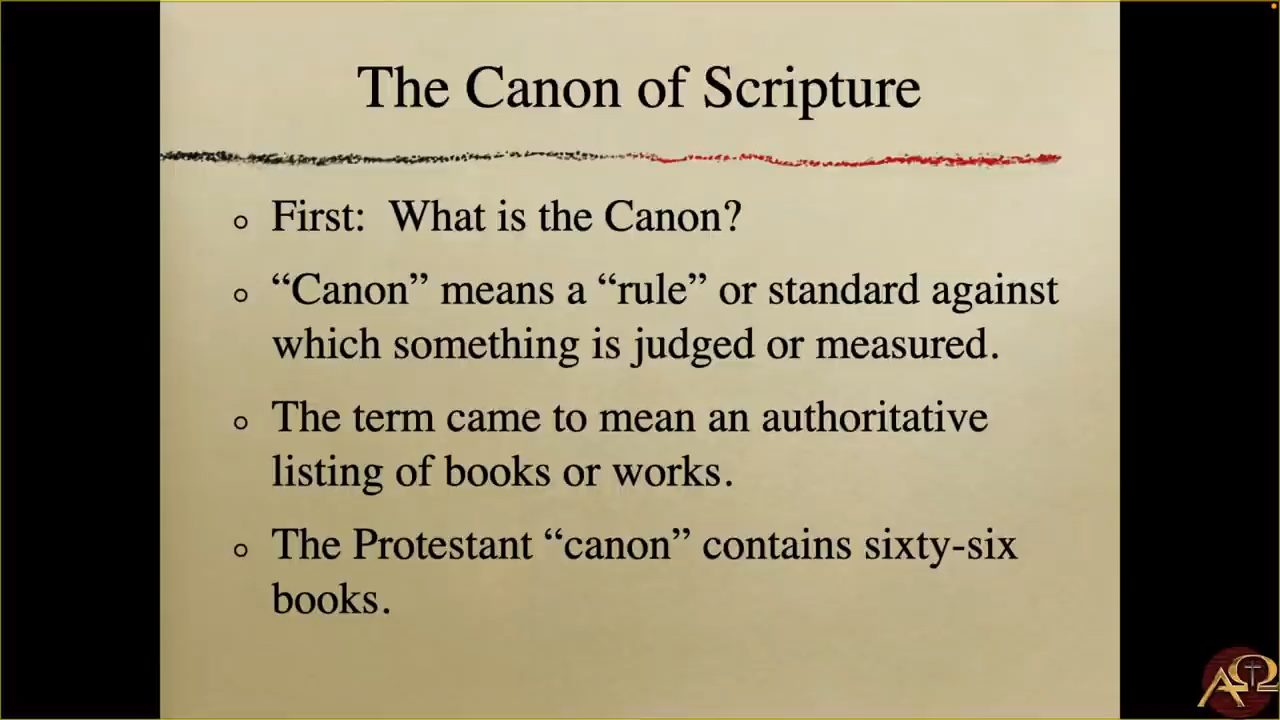 The Canon of Scripture
First:  What is the Canon?
“Canon” means a “rule” or standard against
which something is judged or measured.
The term came to mean an authoritative
listing of books or works.
The Protestant “canon” contains sixty-six
books.
ΑΩ